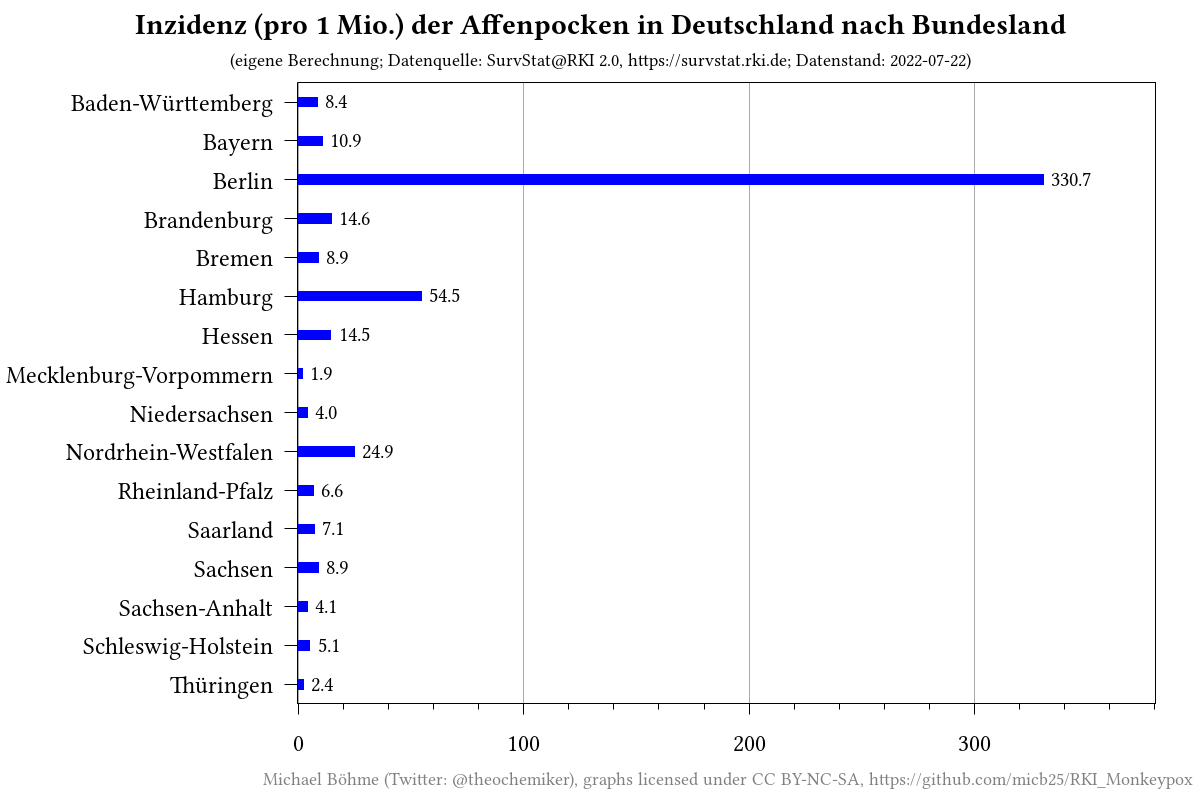 Inzidenz (pro 1 Mio.) der Affenpocken in Deutschland nach Bundesland
(eigene Berechnung; Datenquelle: SurvStat@RKI 2.0, https://survstat.rki.de; Datenstand: 2022-07-22)
Baden-Württemberg 8.4
Bayern 10.9
Berlin 330.7
Brandenburg 14.6
Bremen 8.9
Hamburg 54.5
Hessen 14.5
Mecklenburg-Vorpommern 1.9
Niedersachsen 4.0
Nordrhein-Westfalen 24.9
Rheinland-Pfalz 6.6
Saarland 7.1
Sachsen 8.9
Sachsen-Anhalt 4.1
Schleswig-Holstein 5.1
Thüringen 2.4
0 100 200 300
Michael Böhme (Twitter: @theochemiker), graphs licensed under CC BY-NC-SA, https://github.com/micb25/RKI_Monkeypox